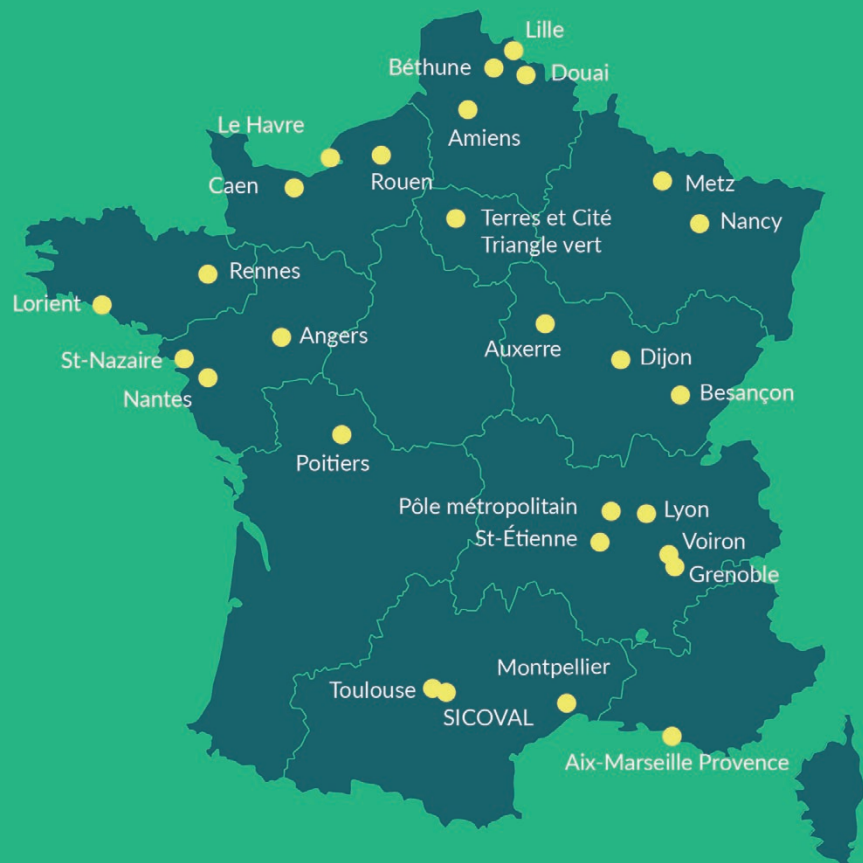 Lille
Béthune
Douai
Amiens
Le Havre
Rouen
Caen
Metz
Nancy
Terres et Cité
Triangle vert
Rennes
Lorient
Angers
Auxerre
Dijon
St-Nazaire
Nantes
Besançon
Poitiers
Pôle métropolitain
Lyon
St-Étienne
Voiron
Grenoble
Montpellier
Toulouse
SICOVAL
Aix-Marseille Provence